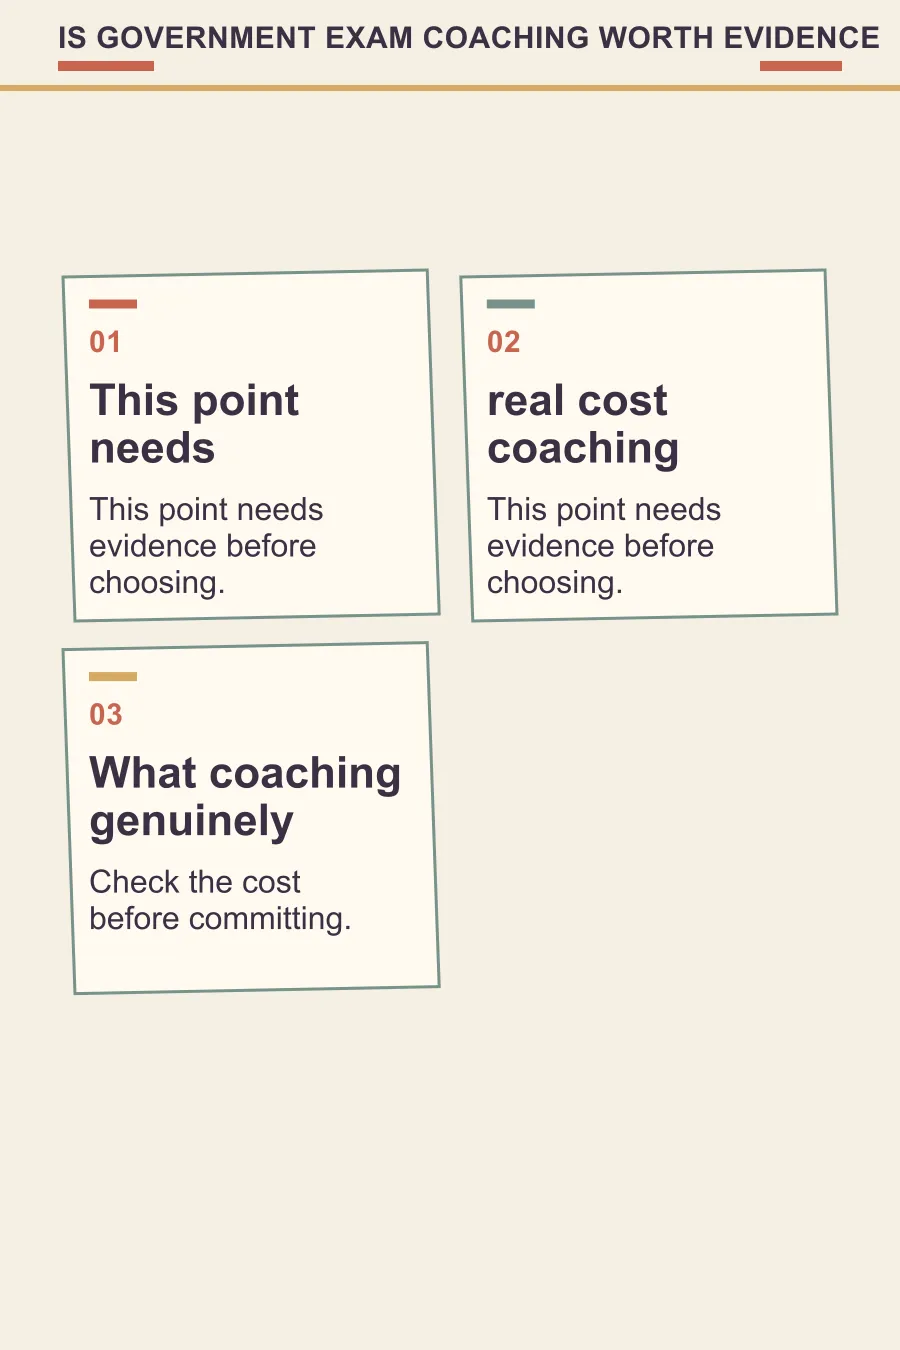 IS GOVERNMENT EXAM COACHING WORTH EVIDENCE
01
This point
needs
This point needs
evidence before
choosing.
02
real cost
coaching
This point needs
evidence before
choosing.
03
What coaching
genuinely
Check the cost
before committing.